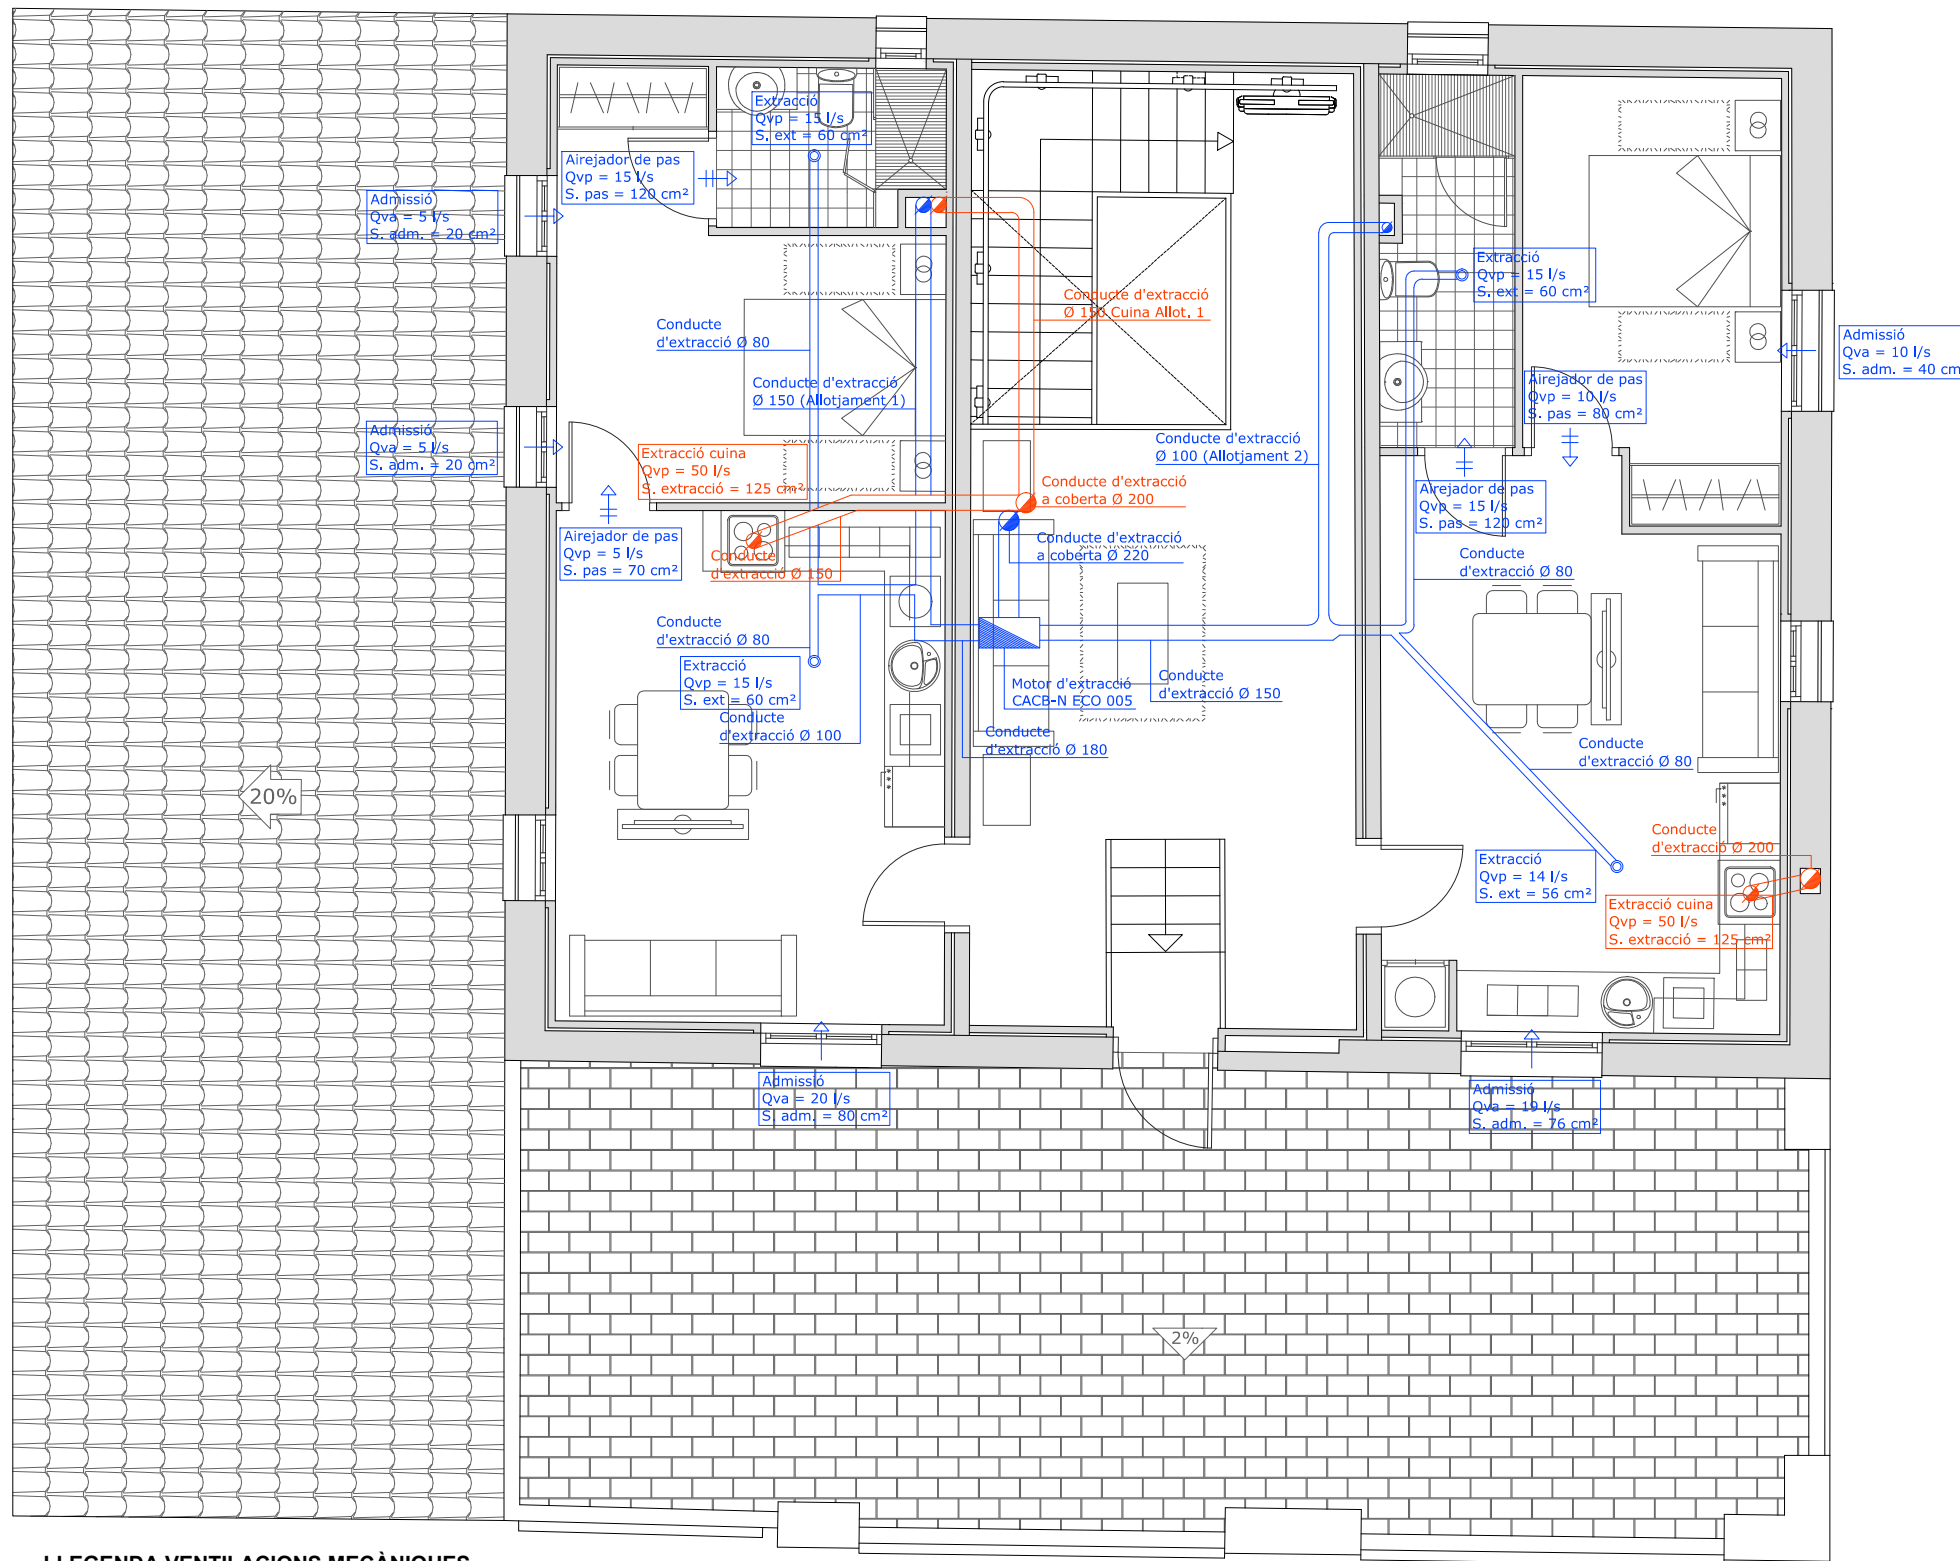 Extracció
Qvp = 15 l/s
S. ext = 60 cm²
Airejador de pas
Qvp = 15 l/s
S. pas = 120 cm²
Admissió
Qva = 5 l/s
S. adm. = 20 cm²
Extracció
Qvp = 15 l/s
S. ext = 60 cm²
Conducte d'extracció
Ø 150 Cuina Allot. 1
Conducte
d'extracció Ø 80
Admissió
Qva = 10 l/s
S. adm. = 40 cm
Conducte d'extracció
Ø 150 (Allotjament 1)
Airejador de pas
Qvp = 10 l/s
S. pas = 80 cm²
Admissió
Qva = 5 l/s
S. adm. = 20 cm²
Extracció cuina
Qvp = 50 l/s
S. extracció = 125 cm²
Conducte d'extracció
Ø 100 (Allotjament 2)
Conducte d'extracció
a coberta Ø 200
Airejador de pas
Qvp = 15 l/s
S. pas = 120 cm²
Airejador de pas
Qvp = 5 l/s
S. pas = 70 cm²
Conducte
d'extracció Ø 150
Conducte d'extracció
a coberta Ø 220
Conducte
d'extracció Ø 80
Conducte
d'extracció Ø 80
Extracció
Qvp = 15 l/s
S. ext = 60 cm²
Conducte
d'extracció Ø 100
Motor d'extracció
CACB-N ECO 005
Conducte
d'extracció Ø 150
Conducte
d'extracció Ø 180
Conducte
d'extracció Ø 80
20%
Conducte
d'extracció Ø 200
Extracció
Qvp = 14 l/s
S. ext = 56 cm²
Extracció cuina
Qvp = 50 l/s
S. extracció = 125 cm²
Admissió
Qva = 20 l/s
S. adm. = 80 cm²
Admissió
Qva = 19 l/s
S. adm. = 76 cm²
2%
LLEGENDA VENTILACIONS MECÀNIQUES